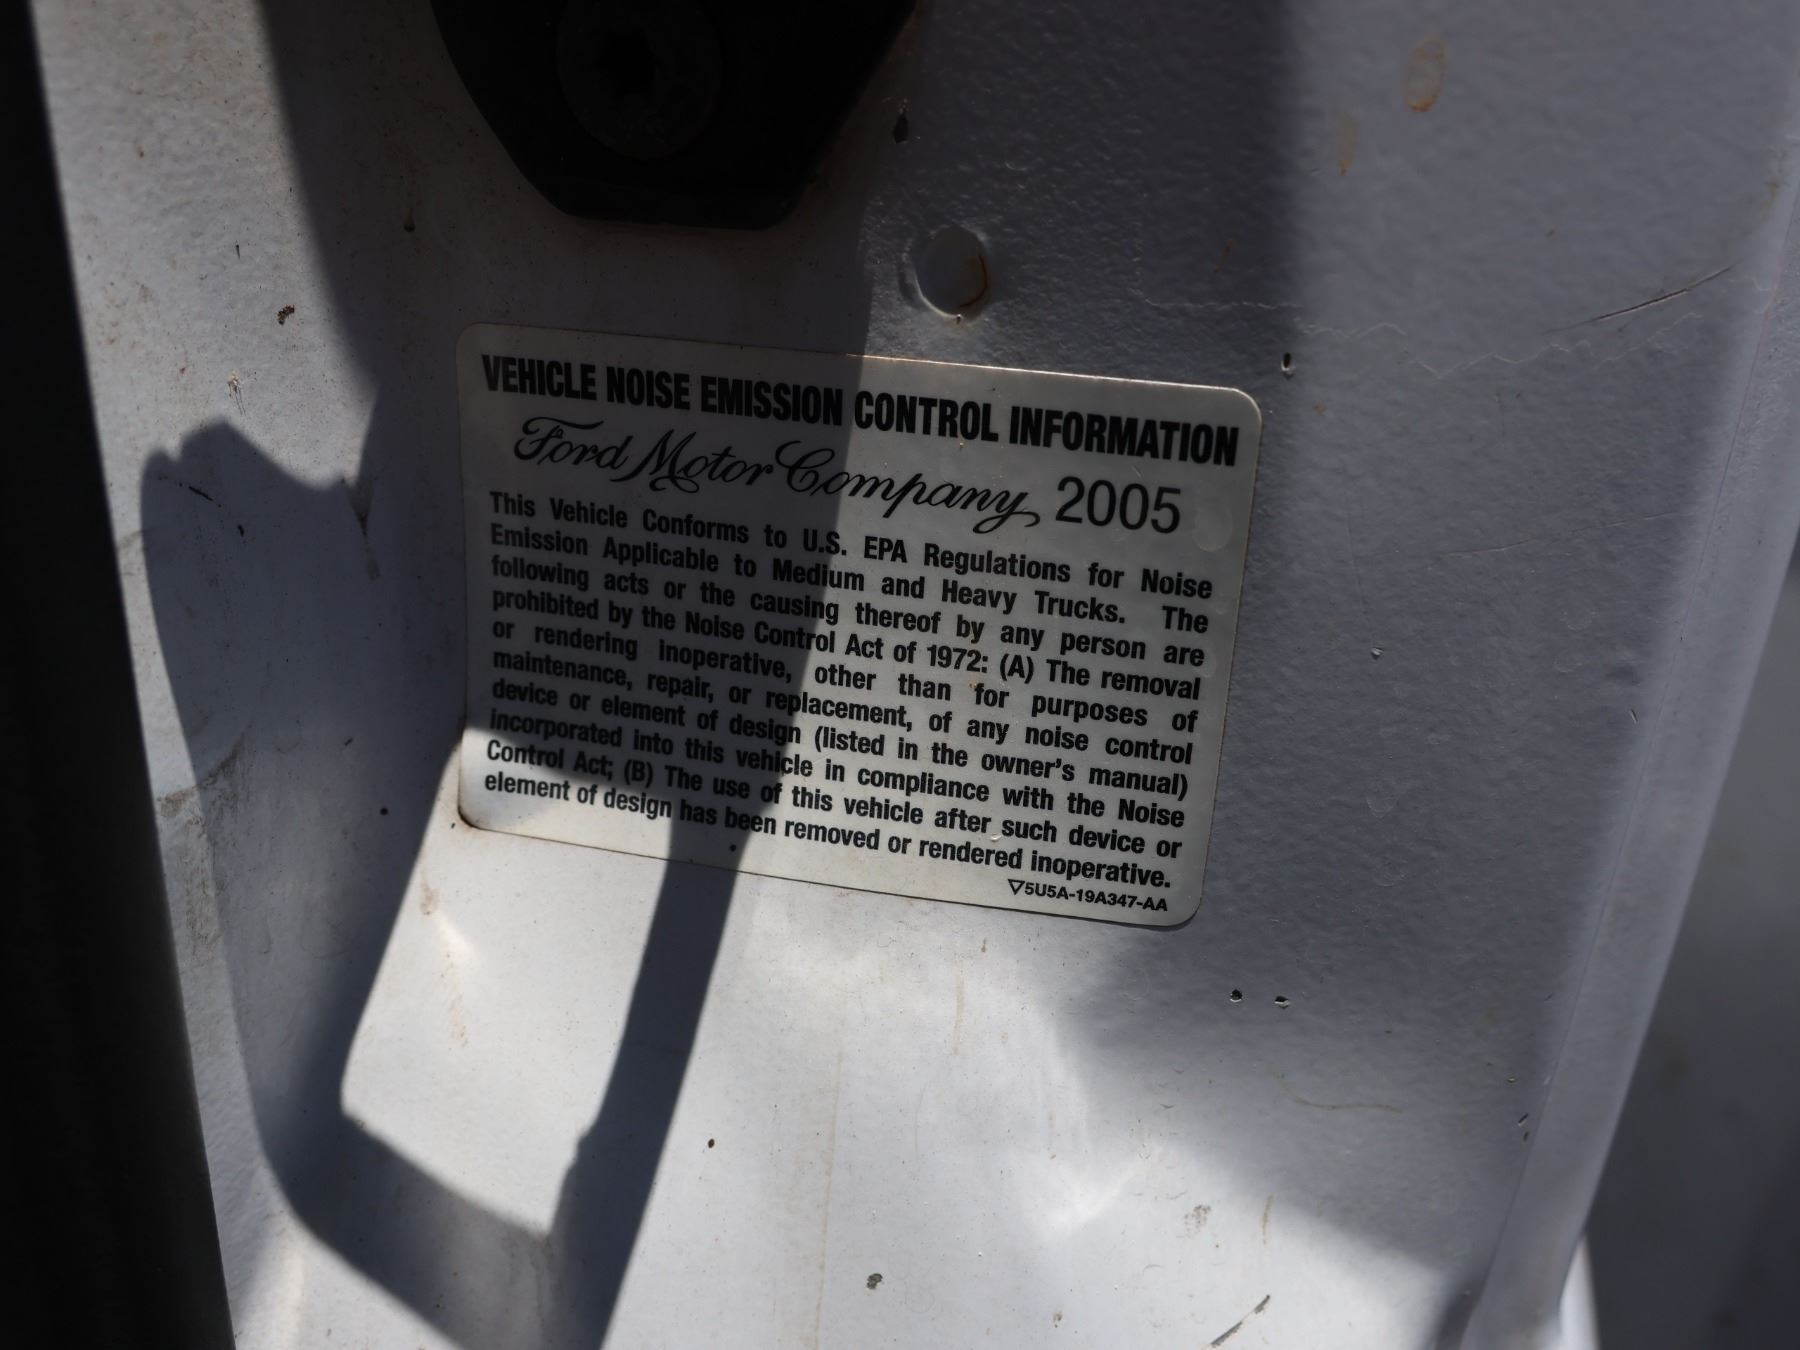 VEHICLE NOISE EMISSION CONTROL INFORMATION
Ford Motor Company 2005
This Vehicle Conforms to U.S. EPA Regulations for Noise
Emission Applicable to Medium and Heavy Trucks. The
following acts or the causing thereof by any person are
prohibited by the Noise Control Act of 1972: (A) The removal
or rendering inoperative, other than for purposes of
maintenance, repair, or replacement, of any noise control
device or element of design (listed in the owner's manual)
incorporated into this vehicle in compliance with the Noise
Control Act; (B) The use of this vehicle after such device or
element of design has been removed or rendered inoperative.
▽5U5A-19A347-AA